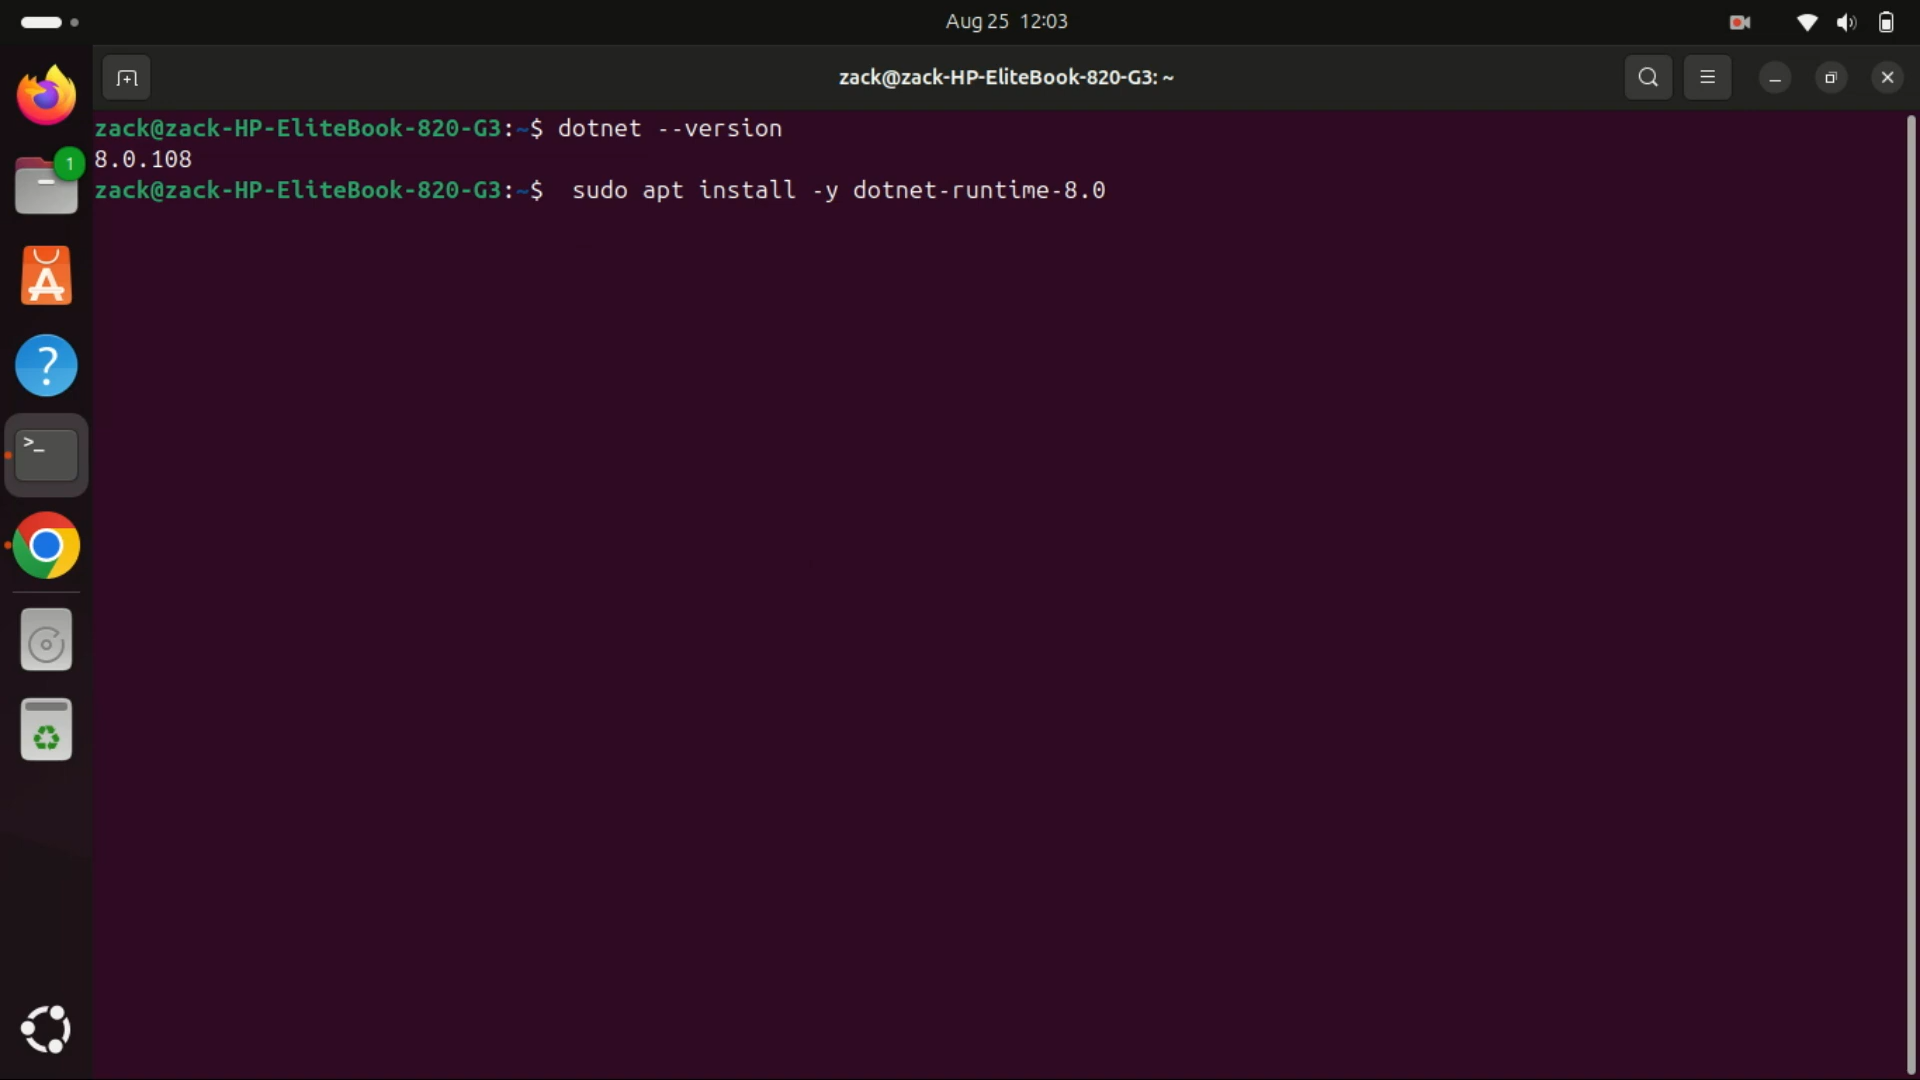 Aug 25 12:03
zack@zack-HP-EliteBook-820-G3: ~
zack@zack-HP-EliteBook-820-G3:~$ dotnet --version
8.0.108
zack@zack-HP-EliteBook-820-G3:~$  sudo apt install -y dotnet-runtime-8.0
1
A
?
>_